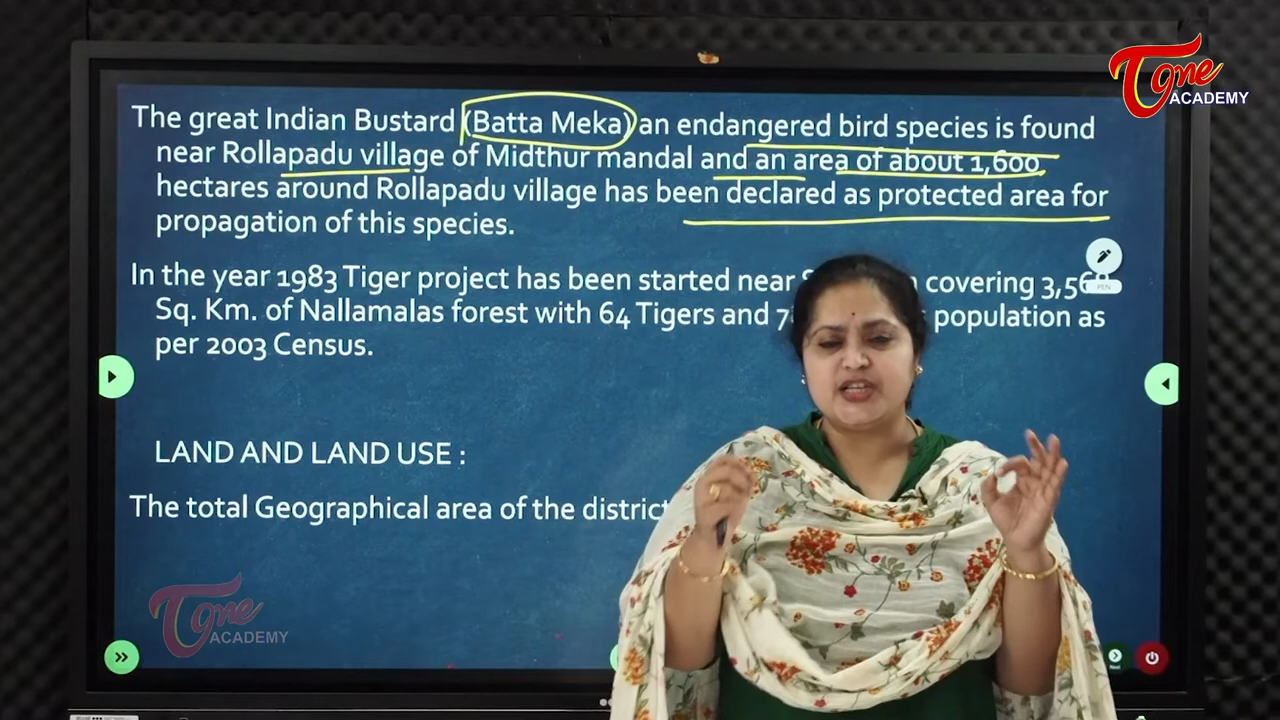 Tone
ACADEMY
The great Indian Bustard (Batta Meka) an endangered bird species is found
near Rollapadu village of Midthur mandal and an area of about 1,600
hectares around Rollapadu village has been declared as protected area for
propagation of this species.
In the year 1983 Tiger project has been started near covering
Sq. Km. of Nallamalas forest with 64 Tigers and population as
per 2003 Census.
PEN
LAND AND LAND USE :
The total Geographical area of the district
Tone
ACADEMY
Next